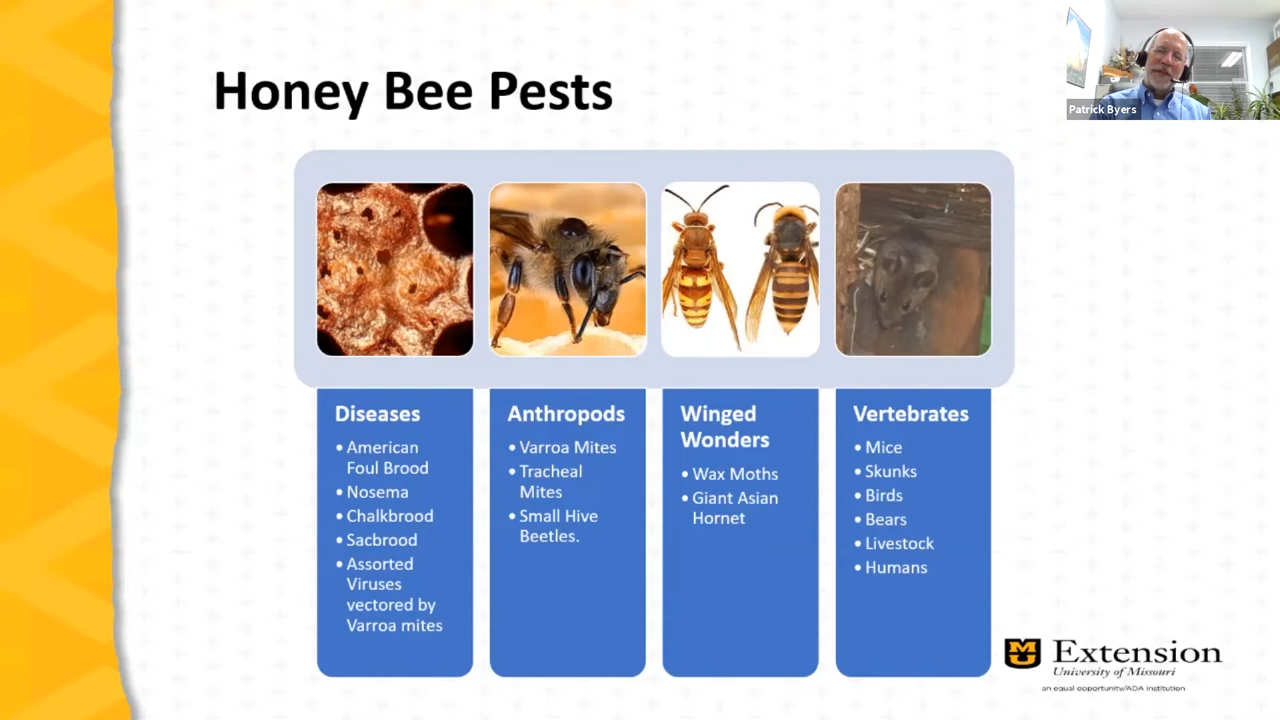 Honey Bee Pests
Patrick Byers
Diseases
• American
Foul Brood
• Nosema
• Chalkbrood
• Sacbrood
• Assorted
Viruses
vectored by
Varroa mites
Anthropods
• Varroa Mites
• Tracheal
Mites
• Small Hive
Beetles.
Winged
Wonders
• Wax Moths
• Giant Asian
Hornet
Vertebrates
• Mice
• Skunks
• Birds
• Bears
• Livestock
• Humans
Extension
University of Missouri
an equal opportunity/ADA institution